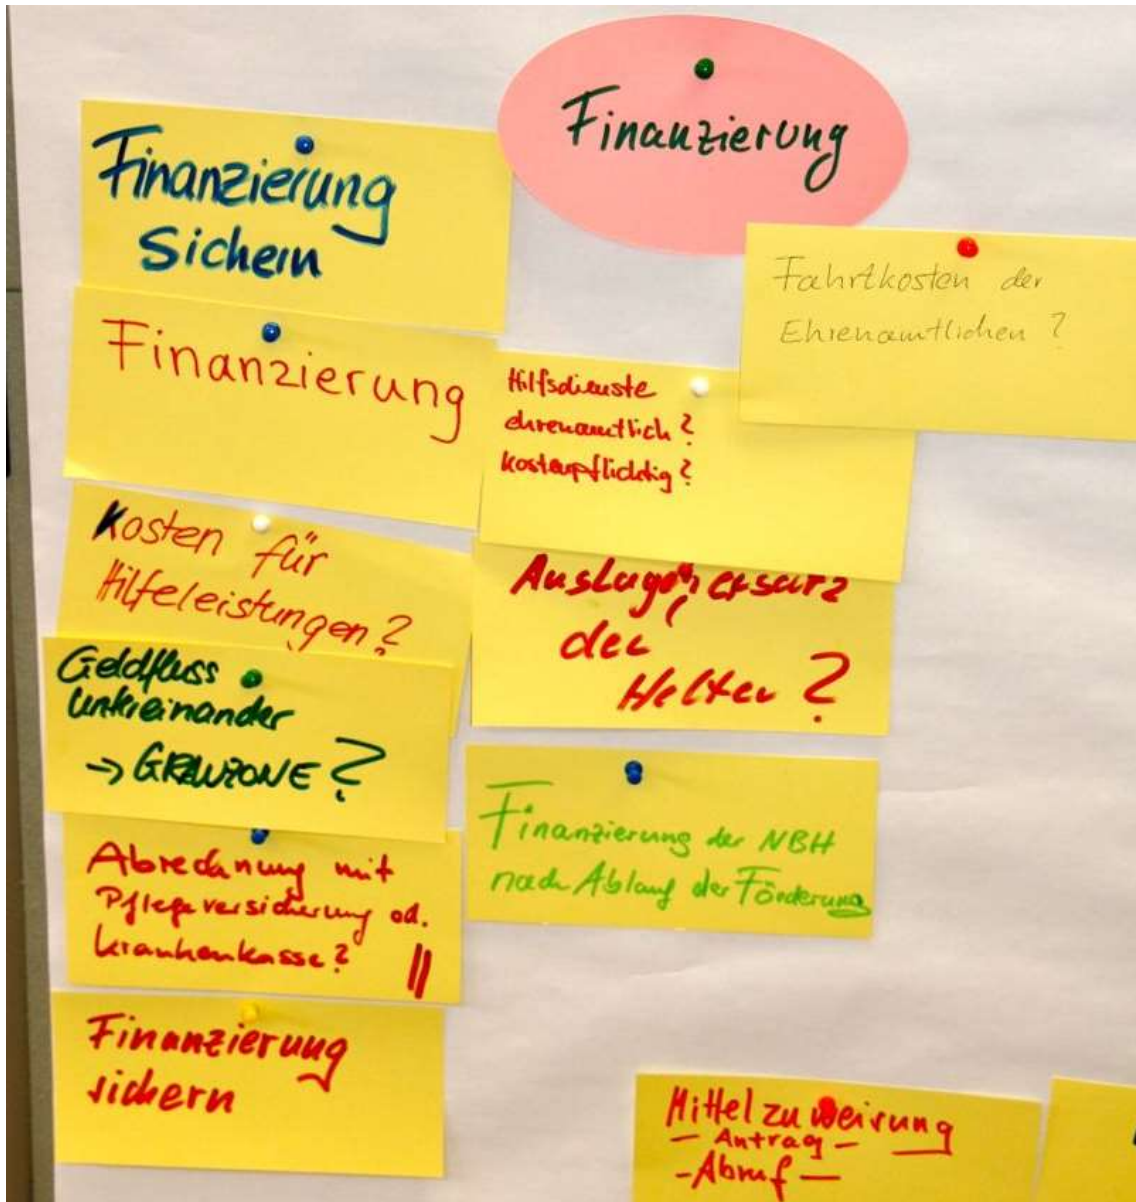 Finanzierung
Finanzierung
Sichern
Finanzierung
Kosten für
Hilfeleistungen?
Geldfluss
untereinander
→ GRAUZONE?
Abrechnung mit
Pflegeversicherung od.
Krankenkasse? ||
Finanzierung
sichern
Fahrtkosten der
Ehrenamtlichen?
Hilfsdienste
ehrenamtlich?
kostenpflichtig?
Auslagenersatz
der
Helfer?
Finanzierung der NBH
nach Ablauf der Förderung
Mittelzuweisung
- Antrag -
- Abruf -